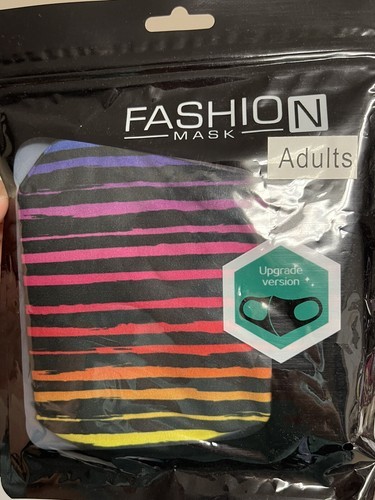 FASHION
MASK
Adults
Upgrade
version